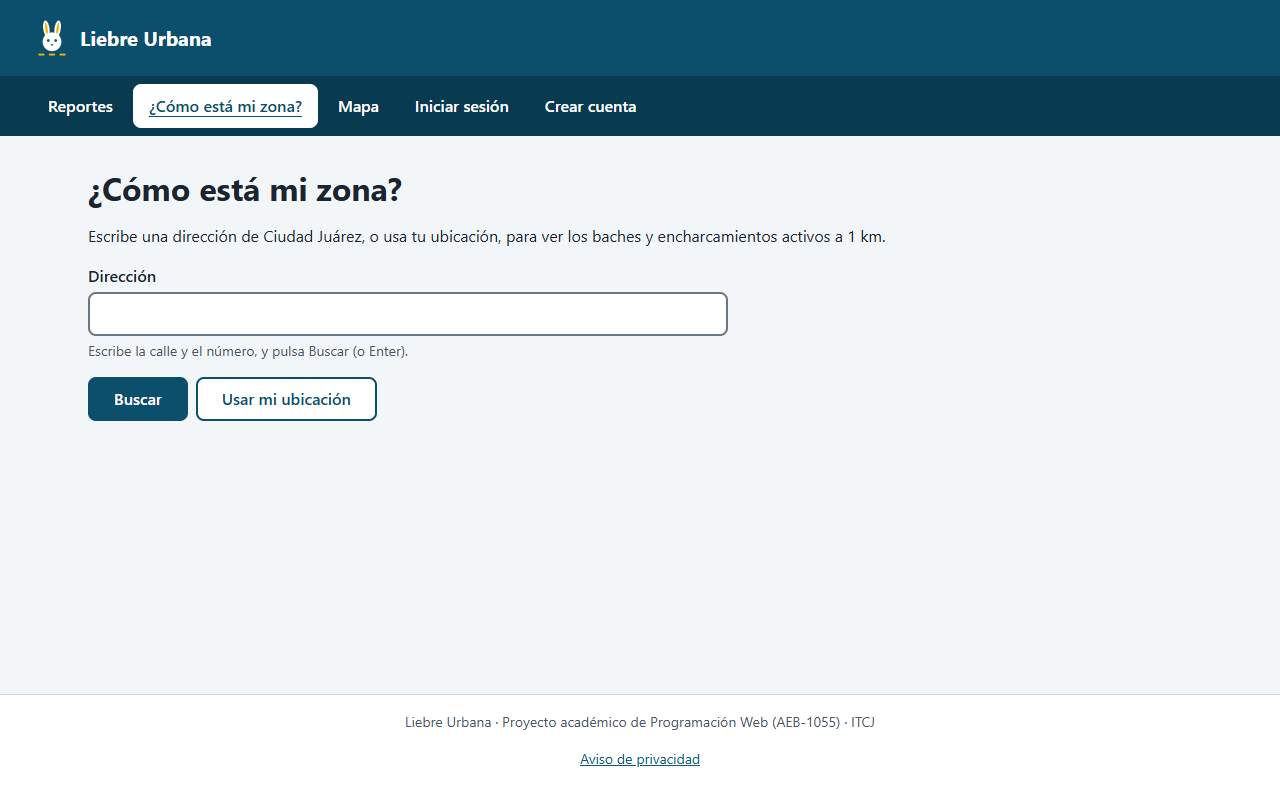 Liebre Urbana
Reportes
¿Cómo está mi zona?
Mapa
Iniciar sesión
Crear cuenta
¿Cómo está mi zona?
Escribe una dirección de Ciudad Juárez, o usa tu ubicación, para ver los baches y encharcamientos activos a 1 km.
Dirección
Escribe la calle y el número, y pulsa Buscar (o Enter).
Buscar
Usar mi ubicación
Liebre Urbana · Proyecto académico de Programación Web (AEB-1055) · ITCJ
Aviso de privacidad